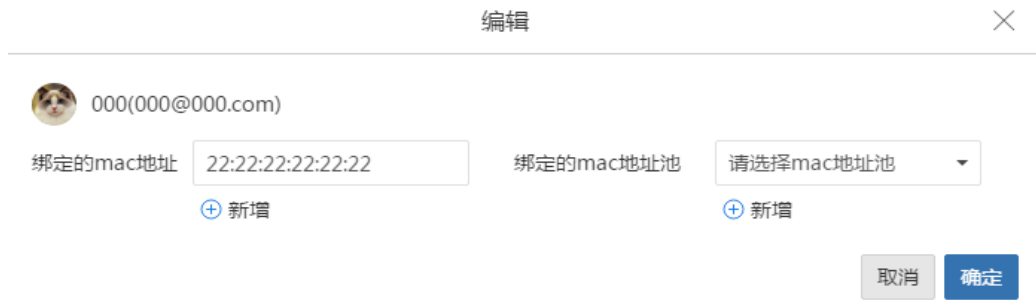 编辑
000(000@000.com)
绑定的mac地址 22:22:22:22:22:22 绑定的mac地址池 请选择mac地址池
新增 新增
取消 确定